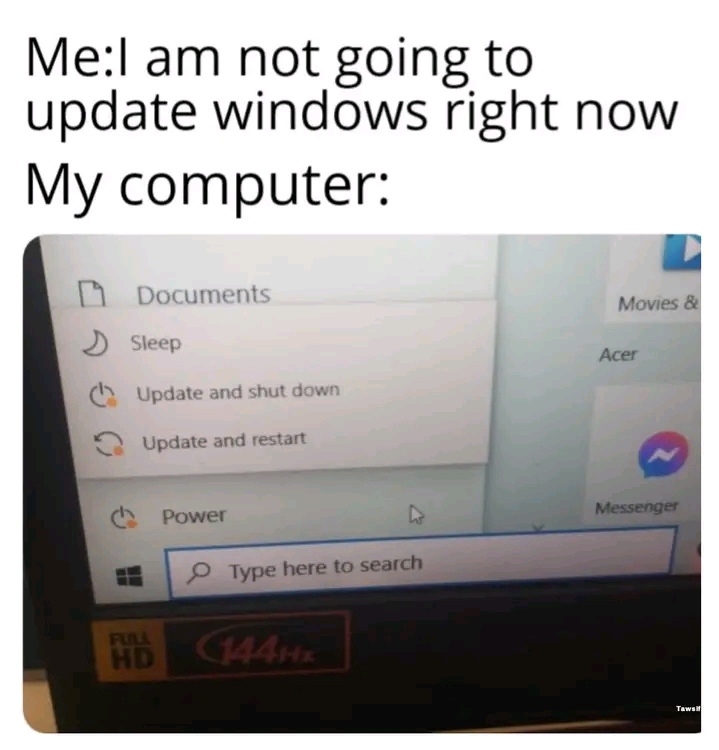 Me:I am not going to
update windows right now
My computer:
Documents
Sleep
Update and shut down
Update and restart
Power
Type here to search
Movies &
Acer
Messenger
FULL
HD
144Hz
Tawsif